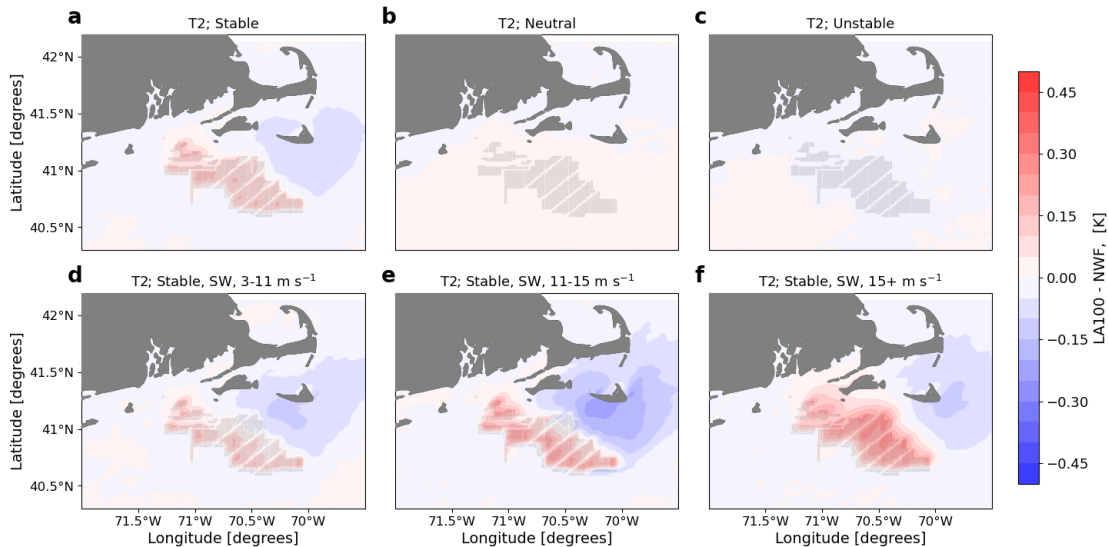 a
T2; Stable
b
T2; Neutral
c
T2; Unstable
42°N
41.5°N
41°N
40.5°N
Latitude [degrees]
d
T2; Stable, SW, 3-11 m s⁻¹
e
T2; Stable, SW, 11-15 m s⁻¹
f
T2; Stable, SW, 15+ m s⁻¹
42°N
41.5°N
41°N
40.5°N
Latitude [degrees]
71.5°W 71°W 70.5°W 70°W
71.5°W 71°W 70.5°W 70°W
71.5°W 71°W 70.5°W 70°W
Longitude [degrees]
Longitude [degrees]
Longitude [degrees]
0.45
0.30
0.15
0.00
−0.15
−0.30
−0.45
LA100 - NWF, [K]